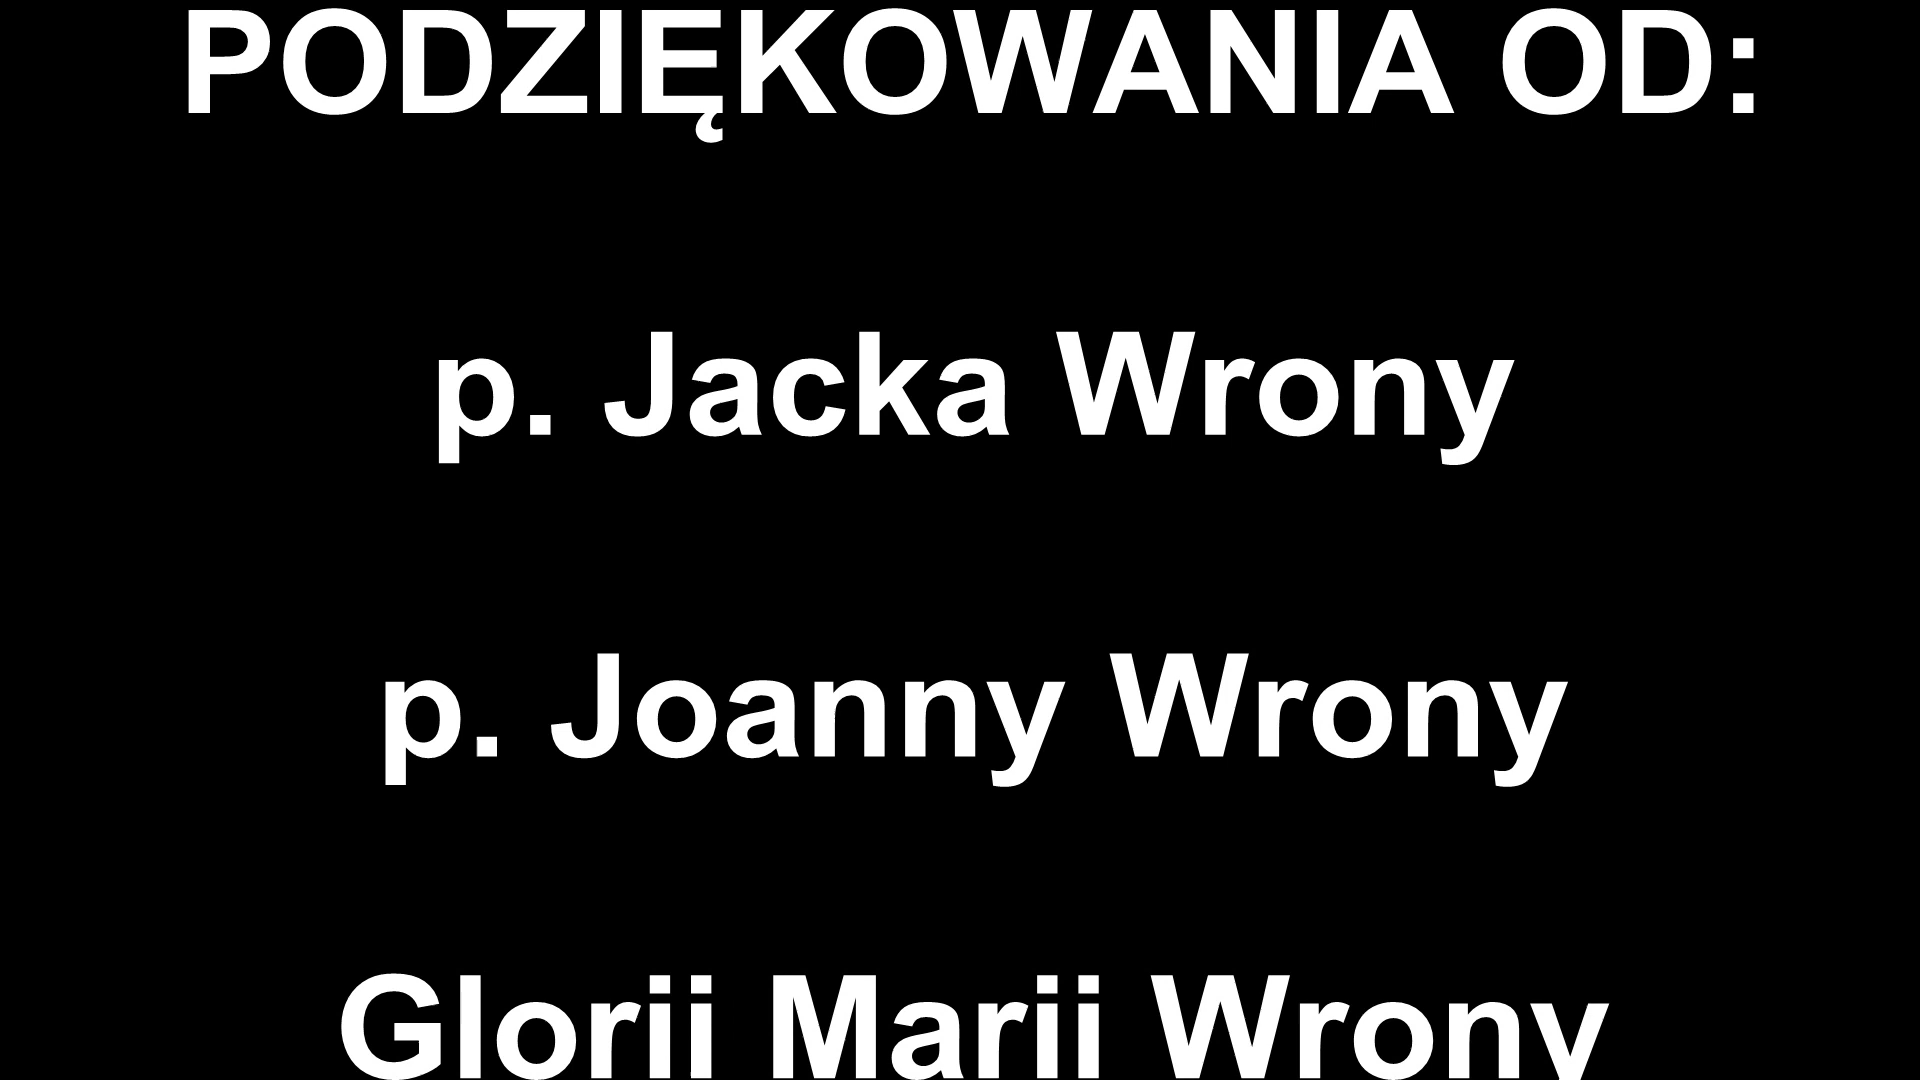 PODZIĘKOWANIA OD:
p. Jacka Wrony
p. Joanny Wrony
Glorii Marii Wrony